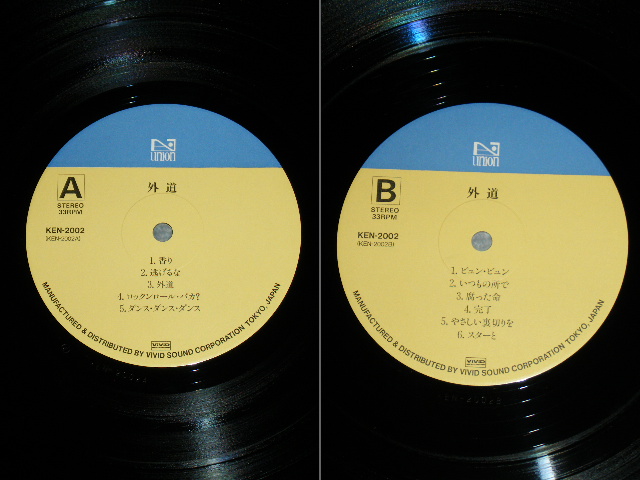 UNION
外道
A
STEREO
33RPM
KEN-2002
(KEN-2002A)
1.香り
2. 逃げるな
3. 外道
4. ロックンロール・バカ?
5. ダンス・ダンス・ダンス
VIVID
MANUFACTURED & DISTRIBUTED BY VIVID SOUND CORPORATION TOKYO, JAPAN
UNION
外道
B
STEREO
33RPM
KEN-2002
(KEN-2002B)
1. ビュン・ビュン
2. いつもの所で
3. 腐った命
4. 完了
5. やさしい裏切りを
6. スターと
VIVID
MANUFACTURED & DISTRIBUTED BY VIVID SOUND CORPORATION TOKYO, JAPAN